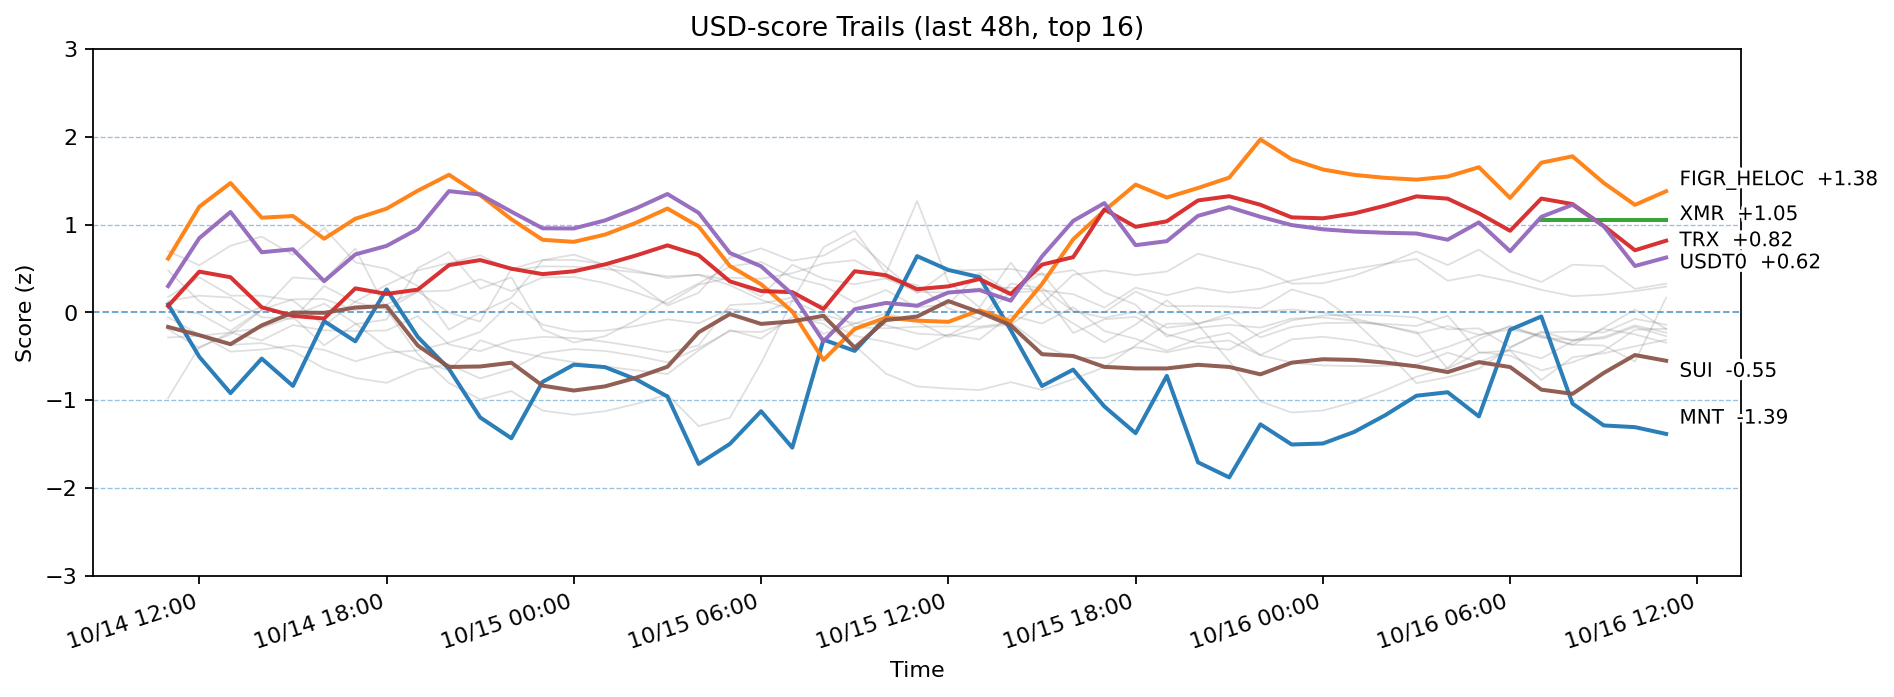 USD-score Trails (last 48h, top 16)
Score (z)
3
2
1
0
−1
−2
−3
FIGR_HELOC +1.38
XMR +1.05
TRX +0.82
USDT0 +0.62
SUI -0.55
MNT -1.39
10/14 12:00
10/14 18:00
10/15 00:00
10/15 06:00
10/15 12:00
10/15 18:00
10/16 00:00
10/16 06:00
10/16 12:00
Time